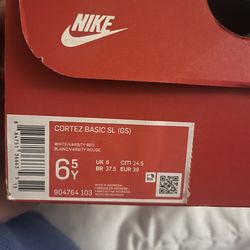 NIKE
CORTEZ BASIC SL (GS)
WHITE/VARSITY RED
BLANC/VARSITY ROUGE
6.5 Y
UK 6 CM 24.5
BR 37.5 EUR 39
904764 103